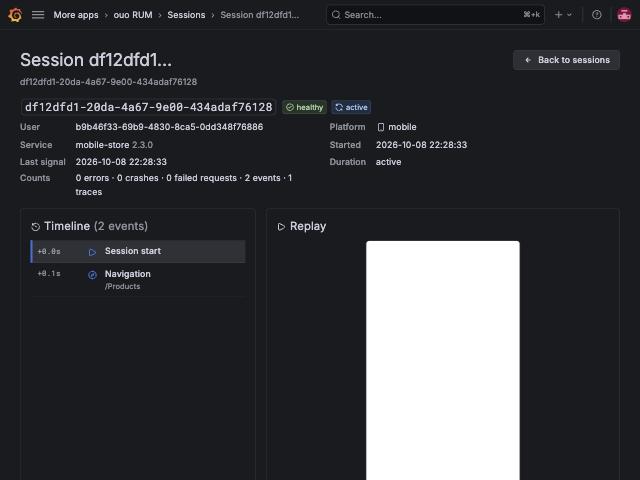 More apps › ouo RUM › Sessions › Session df12dfd1...
Search...
⌘+k
Session df12dfd1...
Back to sessions
df12dfd1-20da-4a67-9e00-434adaf76128
df12dfd1-20da-4a67-9e00-434adaf76128 healthy active
User b9b46f33-69b9-4830-8ca5-0dd348f76886
Platform mobile
Service mobile-store 2.3.0
Started 2026-10-08 22:28:33
Last signal 2026-10-08 22:28:33
Duration active
Counts 0 errors · 0 crashes · 0 failed requests · 2 events · 1
traces
Timeline (2 events)
+0.0s Session start
+0.1s Navigation
/Products
Replay